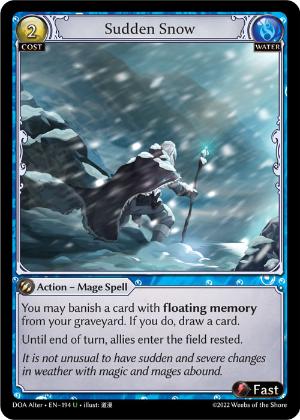 2
Sudden Snow
COST
WATER
Action – Mage Spell
You may banish a card with floating memory
from your graveyard. If you do, draw a card.
Until end of turn, allies enter the field rested.
It is not unusual to have sudden and severe changes
in weather with magic and mages abound.
Fast
DOA Alter • EN-194 U • illust: 道漫
©2022 Weebs of the Shore